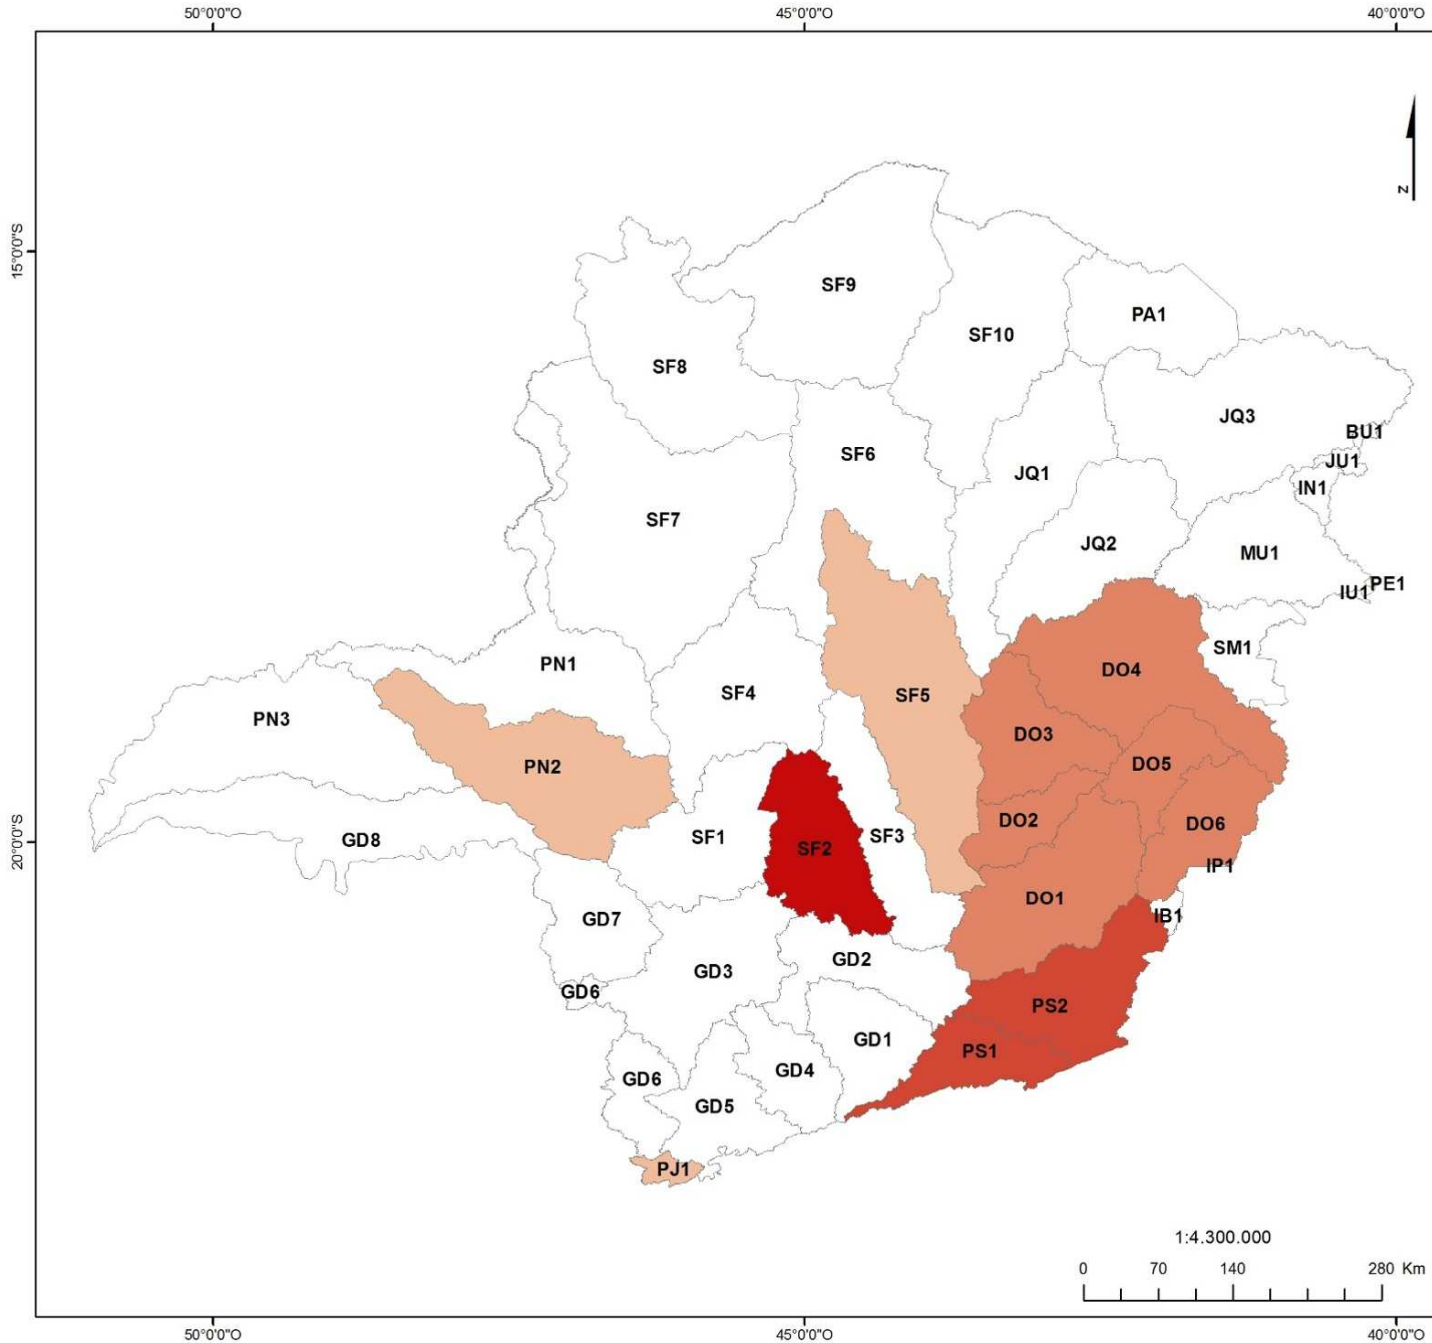 50°0'0"O 45°0'0"O 40°0'0"O
N
15°0'0"S
SF9
PA1
SF10
SF8
JQ3
BU1
SF6
JU1
JQ1
IN1
SF7
JQ2
MU1
PE1
IU1
SM1
PN1
DO4
SF4
SF5
PN3
DO3
DO5
PN2
DO2
DO6
20°0'0"S
SF3
SF1
GD8
SF2
IP1
DO1
IB1
GD7
GD2
GD3
GD6
PS2
GD1
PS1
GD4
GD6
GD5
PJ1
1:4.300.000
0 70 140 280 Km
50°0'0"O 45°0'0"O 40°0'0"O